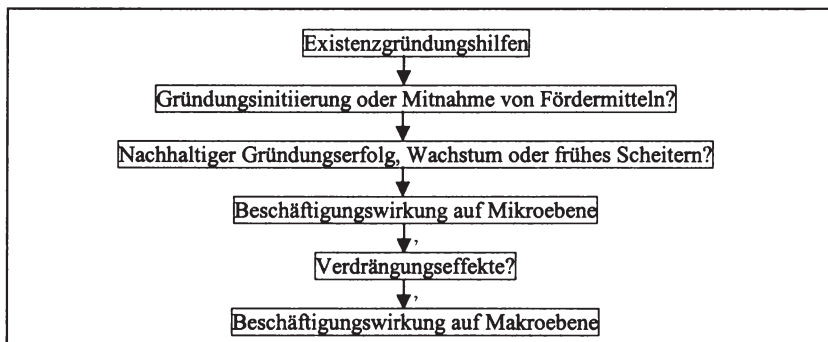 Existenzgründungshilfen
Gründungsinitiierung oder Mitnahme von Fördermitteln?
Nachhaltiger Gründungserfolg, Wachstum oder frühes Scheitern?
Beschäftigungswirkung auf Mikroebene
Verdrängungseffekte?
Beschäftigungswirkung auf Makroebene